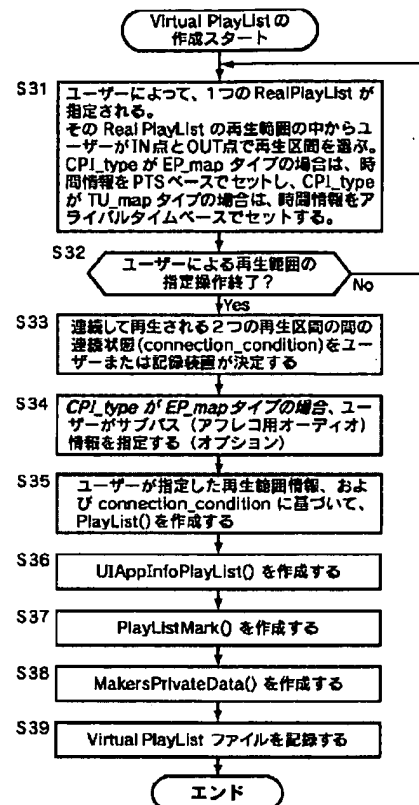 Virtual PlayListの
作成スタート
S31
ユーザーによって、1つのRealPlayListが
指定される。
そのReal PlayListの再生範囲の中からユ
ーザーがIN点とOUT点で再生区間を選ぶ。
CPI_typeがEP_mapタイプの場合は、時
間情報をPTSベースでセットし、CPI_type
がTU_mapタイプの場合は、時間情報をア
ライバルタイムベースでセットする。
S32
ユーザーによる再生範囲の
指定操作終了?
No
Yes
S33
連続して再生される2つの再生区間の間の
連続状態(connection_condition)をユー
ザーまたは記録装置が決定する
S34
CPI_typeがEP_mapタイプの場合、ユー
ザーがサブパス(アフレコ用オーディオ)
情報を指定する(オプション)
S35
ユーザーが指定した再生範囲情報、およ
びconnection_conditionに基づいて、
PlayList()を作成する
S36
UIAppInfoPlayList()を作成する
S37
PlayListMark()を作成する
S38
MakersPrivateData()を作成する
S39
Virtual PlayList ファイルを記録する
エンド